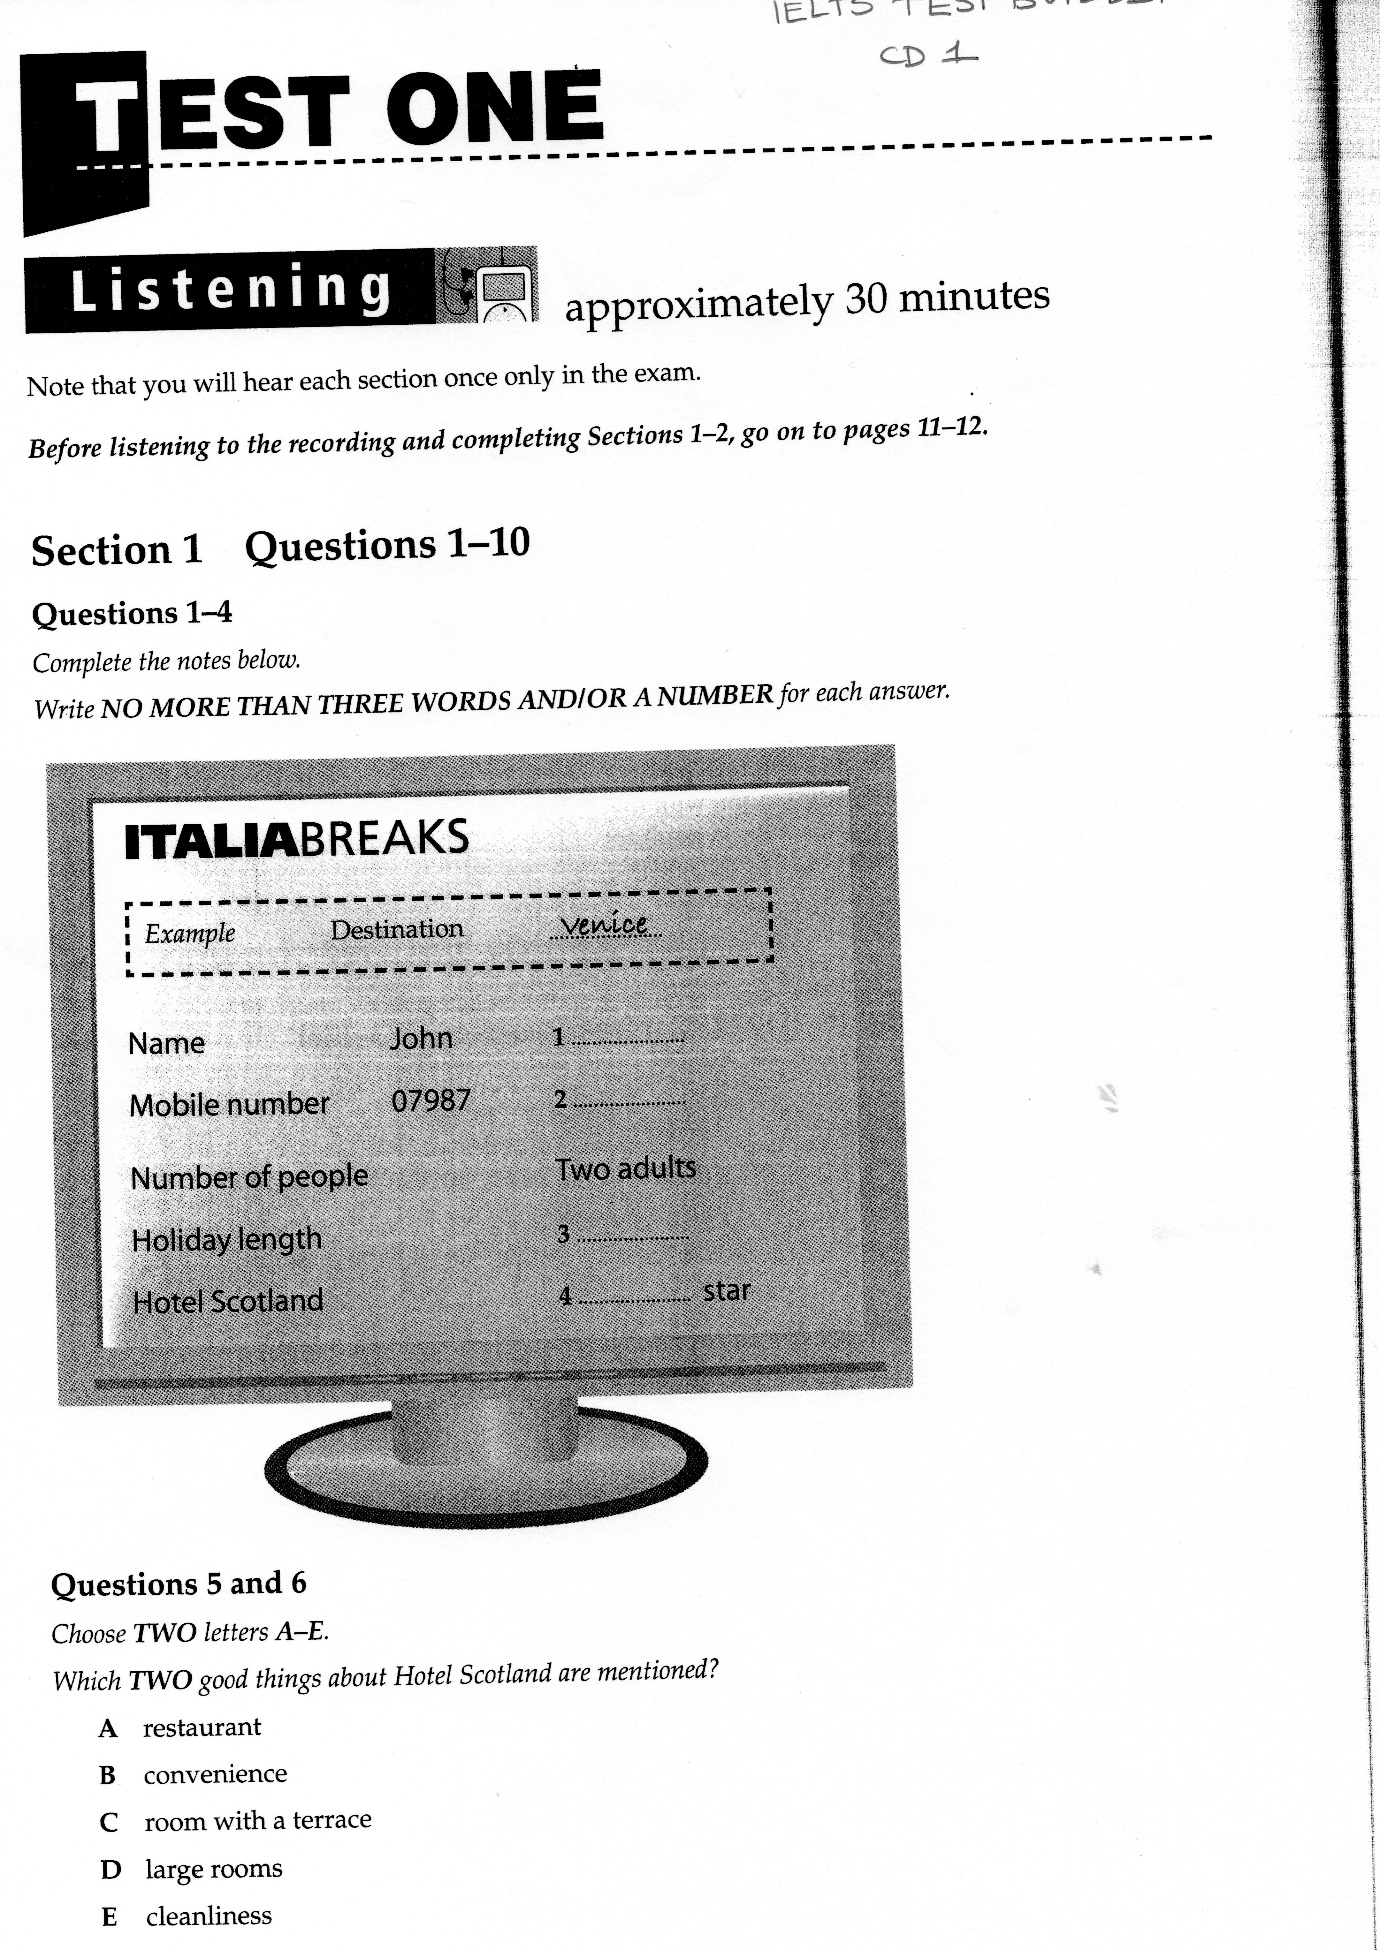 IELTS TEST
CD 1
TEST ONE
Listening approximately 30 minutes
Note that you will hear each section once only in the exam.
Before listening to the recording and completing Sections 1–2, go on to pages 11–12.
Section 1 Questions 1–10
Questions 1–4
Complete the notes below.
Write NO MORE THAN THREE WORDS AND/OR A NUMBER for each answer.
ITALIABREAKS
Example Destination Venice
Name John 1 ......................
Mobile number 07987 2 ......................
Number of people Two adults
Holiday length 3 ......................
Hotel Scotland 4 ...................... star
Questions 5 and 6
Choose TWO letters A–E.
Which TWO good things about Hotel Scotland are mentioned?
A restaurant
B convenience
C room with a terrace
D large rooms
E cleanliness